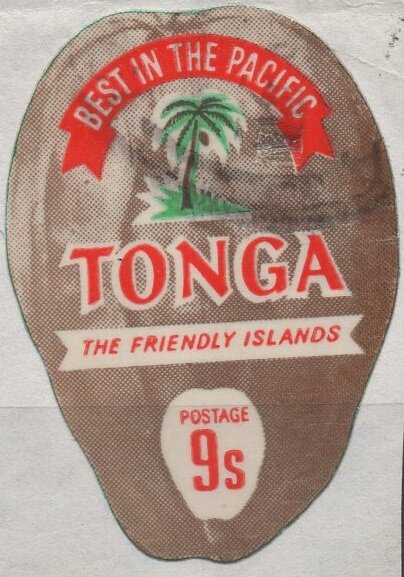 BEST IN THE PACIFIC
TONGA
THE FRIENDLY ISLANDS
POSTAGE
9s